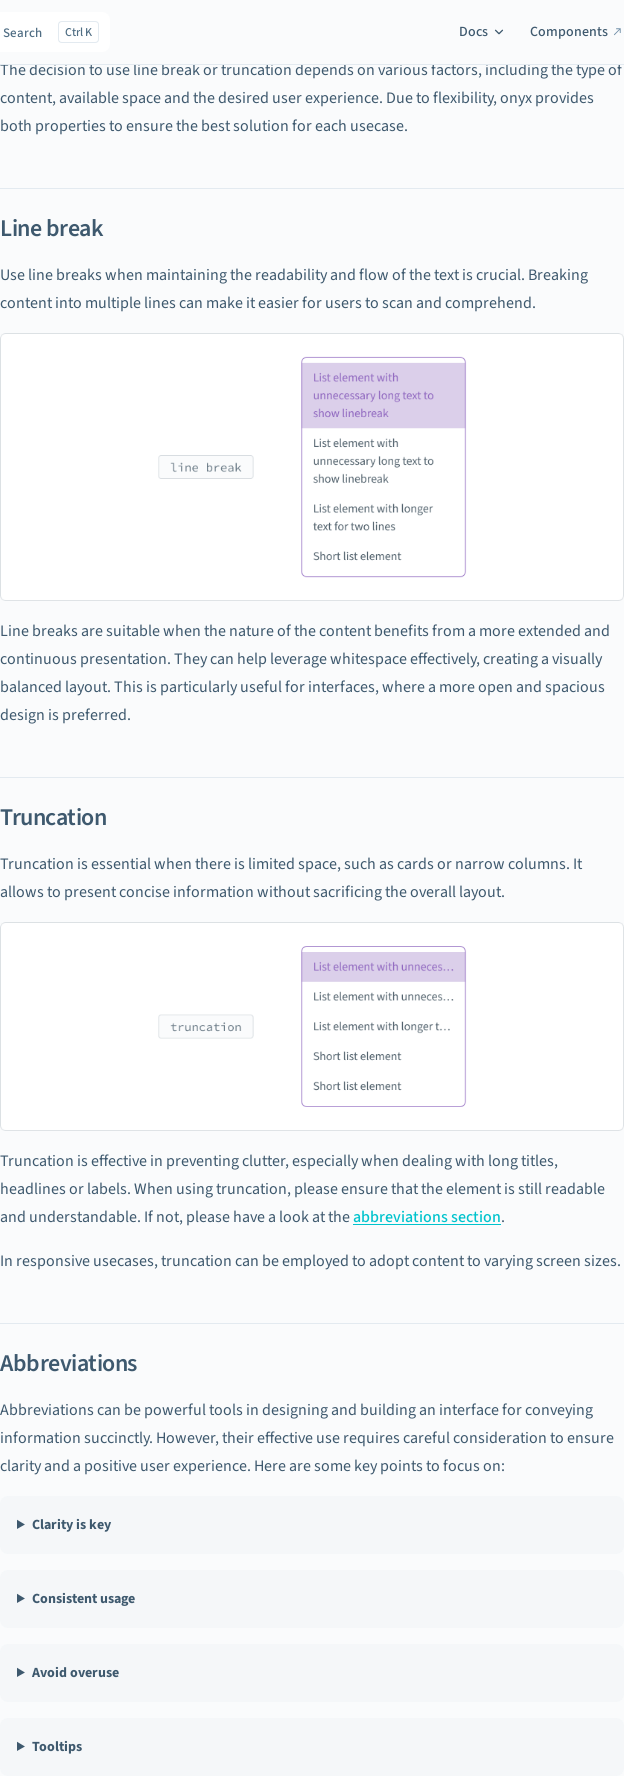 Search Ctrl K Docs Components ↗
The decision to use line break or truncation depends on various factors, including the type of
content, available space and the desired user experience. Due to flexibility, onyx provides
both properties to ensure the best solution for each usecase.
Line break
Use line breaks when maintaining the readability and flow of the text is crucial. Breaking
content into multiple lines can make it easier for users to scan and comprehend.
line break
List element with
unnecessary long text to
show linebreak
List element with
unnecessary long text to
show linebreak
List element with longer
text for two lines
Short list element
Line breaks are suitable when the nature of the content benefits from a more extended and
continuous presentation. They can help leverage whitespace effectively, creating a visually
balanced layout. This is particularly useful for interfaces, where a more open and spacious
design is preferred.
Truncation
Truncation is essential when there is limited space, such as cards or narrow columns. It
allows to present concise information without sacrificing the overall layout.
truncation
List element with unneces...
List element with unneces...
List element with longer t...
Short list element
Short list element
Truncation is effective in preventing clutter, especially when dealing with long titles,
headlines or labels. When using truncation, please ensure that the element is still readable
and understandable. If not, please have a look at the abbreviations section.
In responsive usecases, truncation can be employed to adopt content to varying screen sizes.
Abbreviations
Abbreviations can be powerful tools in designing and building an interface for conveying
information succinctly. However, their effective use requires careful consideration to ensure
clarity and a positive user experience. Here are some key points to focus on:
Clarity is key
Consistent usage
Avoid overuse
Tooltips